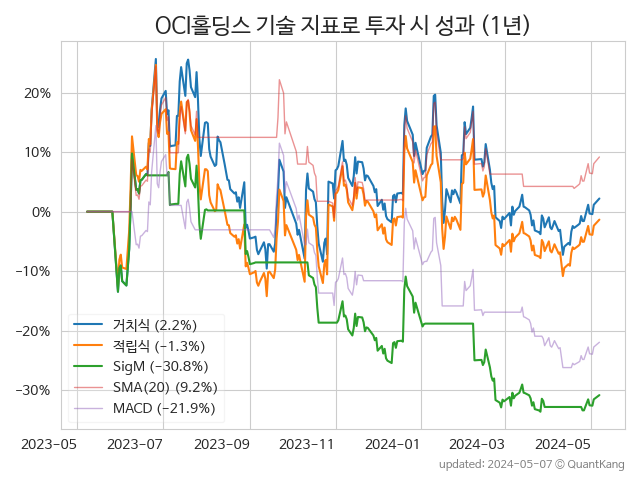 OCI홀딩스 기술 지표로 투자 시 성과 (1년)
20%
10%
0%
−10%
−20%
−30%
거치식 (2.2%)
적립식 (−1.3%)
SigM (−30.8%)
SMA(20) (9.2%)
MACD (−21.9%)
2023−05 2023−07 2023−09 2023−11 2024−01 2024−03 2024−05
updated: 2024−05−07 © QuantKang